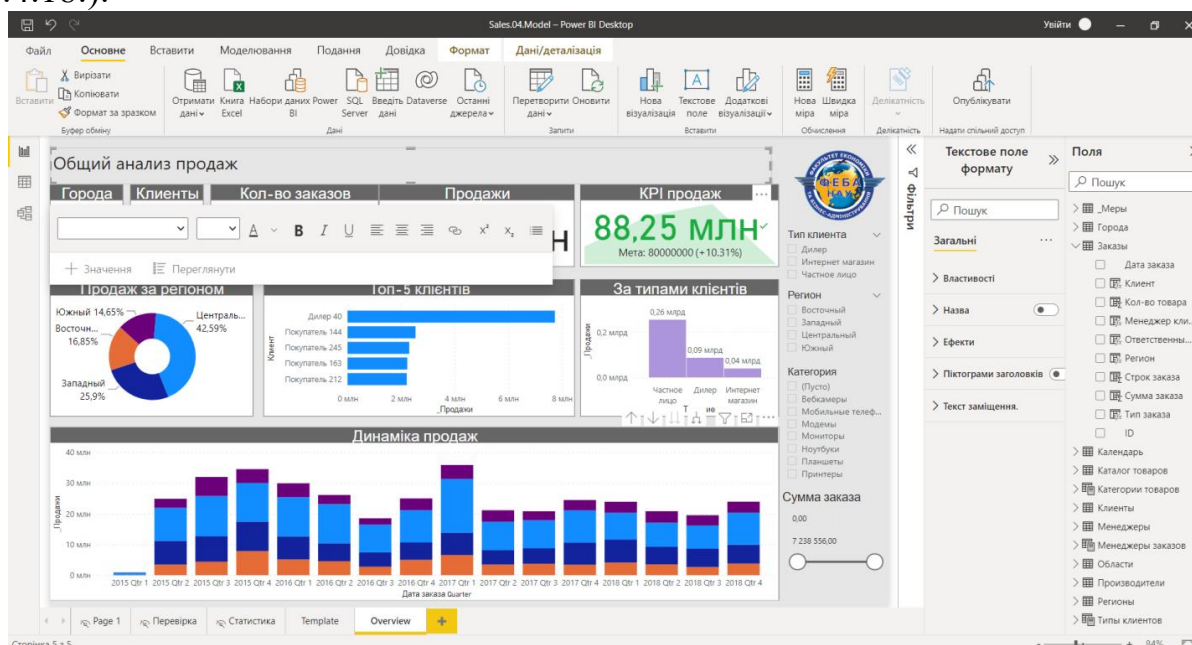 Sales.04.Model – Power BI Desktop
Увійти
Файл Основне Вставити Моделювання Подання Довідка Формат Дані/деталізація
Вставити
Вирізати
Копіювати
Формат за зразком
Отримати дані
Книга Excel
Набори даних Power BI
SQL Server
Введіть дані
Dataverse
Останні джерела
Перетворити дані
Оновити
Нова візуалізація
Текстове поле
Додаткові візуалізації
Нова міра
Швидка міра
Делікатність
Опублікувати
Буфер обміну Дані Запити Вставити Обчислення Делікатність Надати спільний доступ
Общий анализ продаж
Города Клиенты Кол-во заказов Продажи KPI продаж
B I U
Значення Переглянути
Н
88,25 МЛН
Мета: 80000000 (+10.31%)
Продаж за регіоном
Южный 14,65%
Централь...
42,59%
Восточн...
16,85%
Западный
25,9%
Топ-5 клієнтів
Клиент
Дилер 40
Покупатель 144
Покупатель 245
Покупатель 163
Покупатель 212
0 млн 2 млн 4 млн 6 млн 8 млн
_Продажи
За типами клієнтів
_Продажи
0,26 млрд
0,2 млрд
0,09 млрд
0,04 млрд
0,0 млрд
Частное лицо
Дилер
Интернет магазин
Динаміка продаж
_Продажи
40 млн
30 млн
20 млн
10 млн
0 млн
2015 Qtr 1 2015 Qtr 2 2015 Qtr 3 2015 Qtr 4 2016 Qtr 1 2016 Qtr 2 2016 Qtr 3 2016 Qtr 4 2017 Qtr 1 2017 Qtr 2 2017 Qtr 3 2017 Qtr 4 2018 Qtr 1 2018 Qtr 2 2018 Qtr 3 2018 Qtr 4
Дата заказа Quarter
ФЕБА
НАУ
Тип клиента
Дилер
Интернет магазин
Частное лицо
Регион
Восточный
Западный
Центральный
Южный
Категория
(Пусто)
Вебкамеры
Мобильные телеф...
Модемы
Мониторы
Ноутбуки
Планшеты
Принтеры
Сумма заказа
0,00
7 238 556,00
Фільтри
Текстове поле
формату
Пошук
Загальні
Властивості
Назва
Ефекти
Піктограми заголовків
Текст заміщення.
Поля
Пошук
_Меры
Города
Заказы
Дата заказа
Клиент
Кол-во товара
Менеджер кли...
Ответственны...
Регион
Строк заказа
Сумма заказа
Тип заказа
ID
Календарь
Каталог товаров
Категории товаров
Клиенты
Менеджеры
Менеджеры заказов
Области
Производители
Регионы
Типы клиентов
Page 1 Перевірка Статистика Template Overview
Сторінка 5 з 5
94%